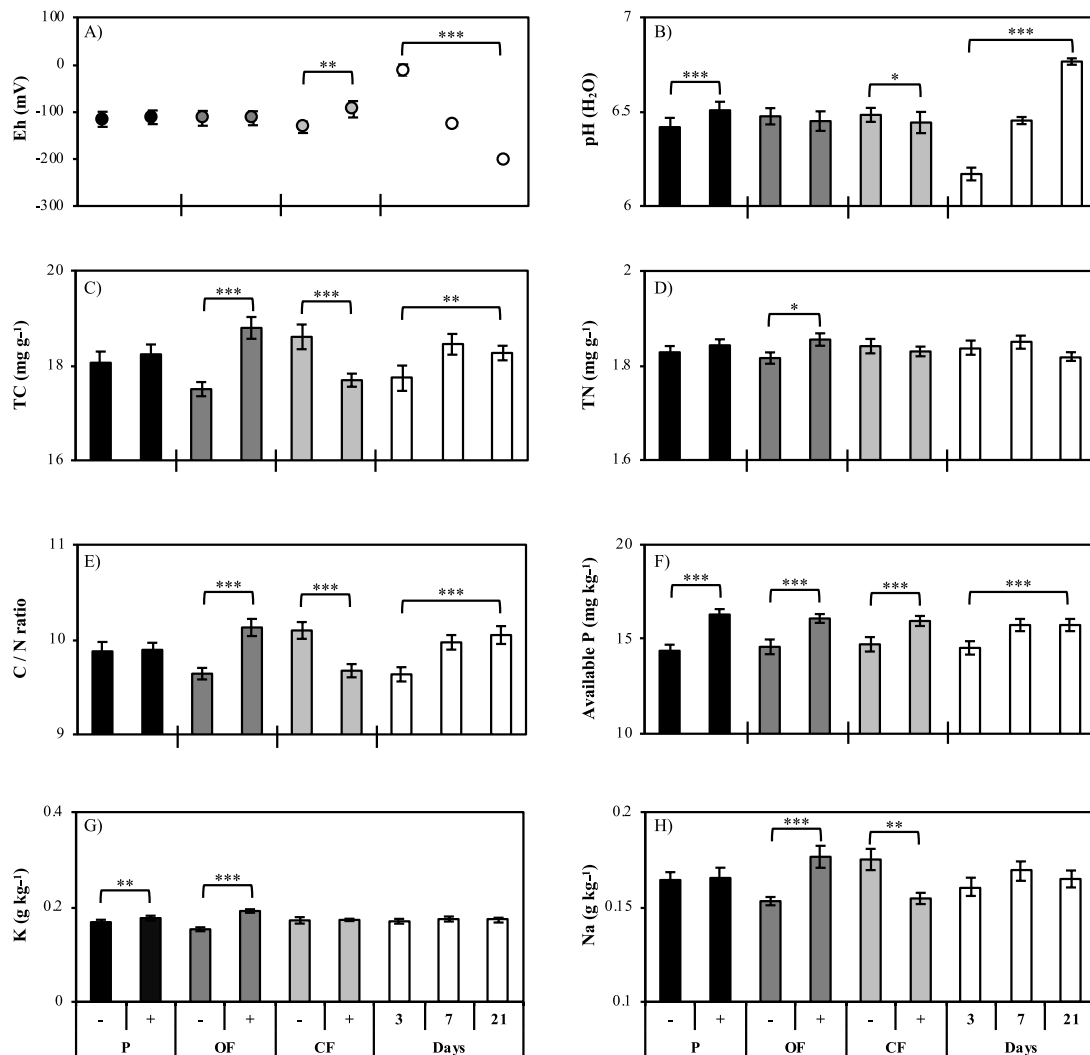 A)
***
**
100
0
-100
-200
-300
Eh (mV)
B)
***
***
*
7
6.5
6
pH (H₂O)
C)
***
***
**
20
18
16
TC (mg g-¹)
D)
*
2
1.8
1.6
TN (mg g-¹)
E)
***
***
***
11
10
9
C / N ratio
F)
***
***
***
***
20
15
10
Available P (mg kg-¹)
G)
**
***
0.4
0.2
0
K (g kg-¹)
- + - + - + 3 7 21
P OF CF Days
H)
***
**
0.2
0.15
0.1
Na (g kg-¹)
- + - + - + 3 7 21
P OF CF Days